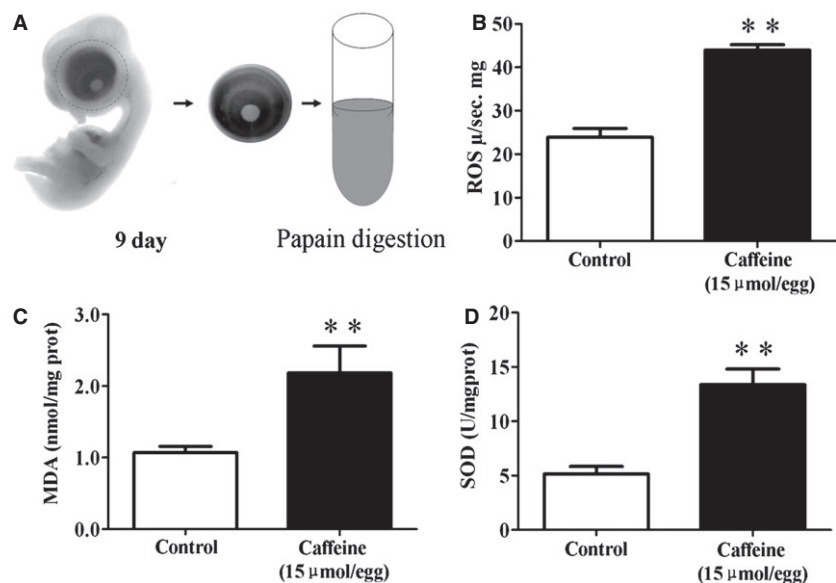 A
9 day
Papain digestion
B
ROS μ/sec. mg
50
40
30
20
10
0
**
Control
Caffeine
(15 μmol/egg)
C
MDA (nmol/mg prot)
3.0
2.0
1.0
0.0
**
Control
Caffeine
(15 μmol/egg)
D
SOD (U/mgprot)
20
15
10
5
0
**
Control
Caffeine
(15 μmol/egg)